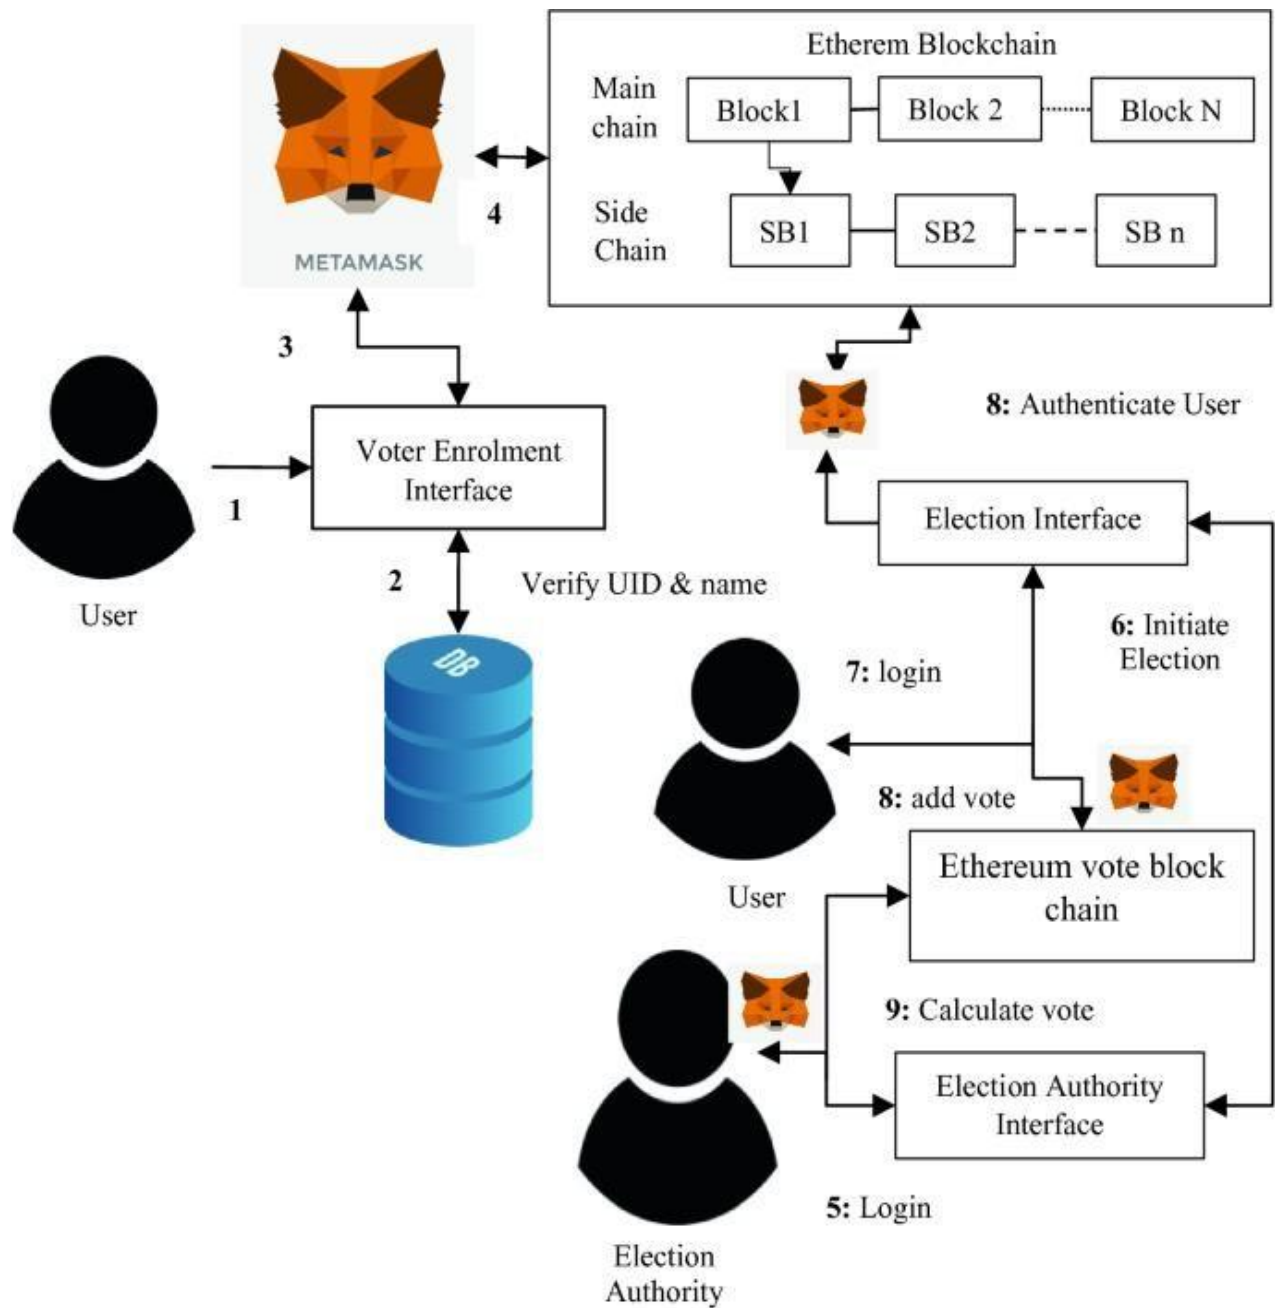 Etherem Blockchain
Main
chain
Block1
Block 2
Block N
Side
Chain
SB1
SB2
SB n
METAMASK
4
3
1
Voter Enrolment
Interface
User
2
Verify UID & name
DB
8: Authenticate User
Election Interface
6: Initiate
Election
7: login
8: add vote
User
Ethereum vote block
chain
9: Calculate vote
Election Authority
Interface
5: Login
Election
Authority